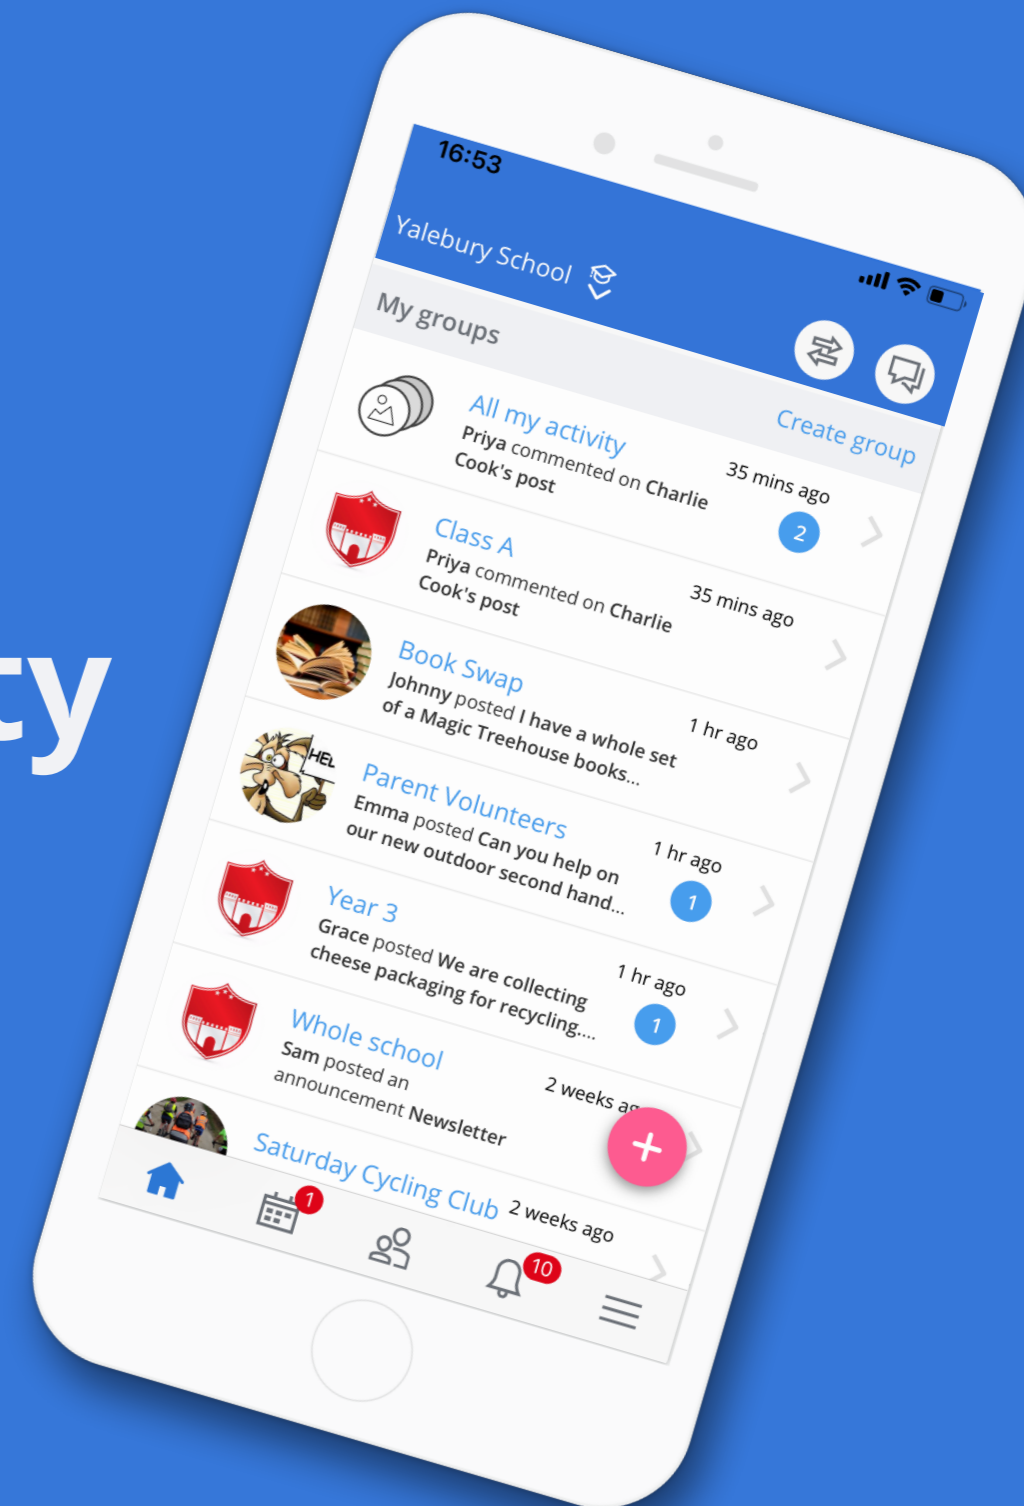 ty
16:53
Yalebury School
My groups
Create group
All my activity
35 mins ago
Priya commented on Charlie
Cook's post
2
Class A
35 mins ago
Priya commented on Charlie
Cook's post
Book Swap
1 hr ago
Johnny posted I have a whole set
of a Magic Treehouse books...
HEL
Parent Volunteers
1 hr ago
Emma posted Can you help on
our new outdoor second hand...
1
Year 3
1 hr ago
Grace posted We are collecting
cheese packaging for recycling....
1
Whole school
2 weeks ag
Sam posted an
announcement Newsletter
+
Saturday Cycling Club
2 weeks ago
1
10